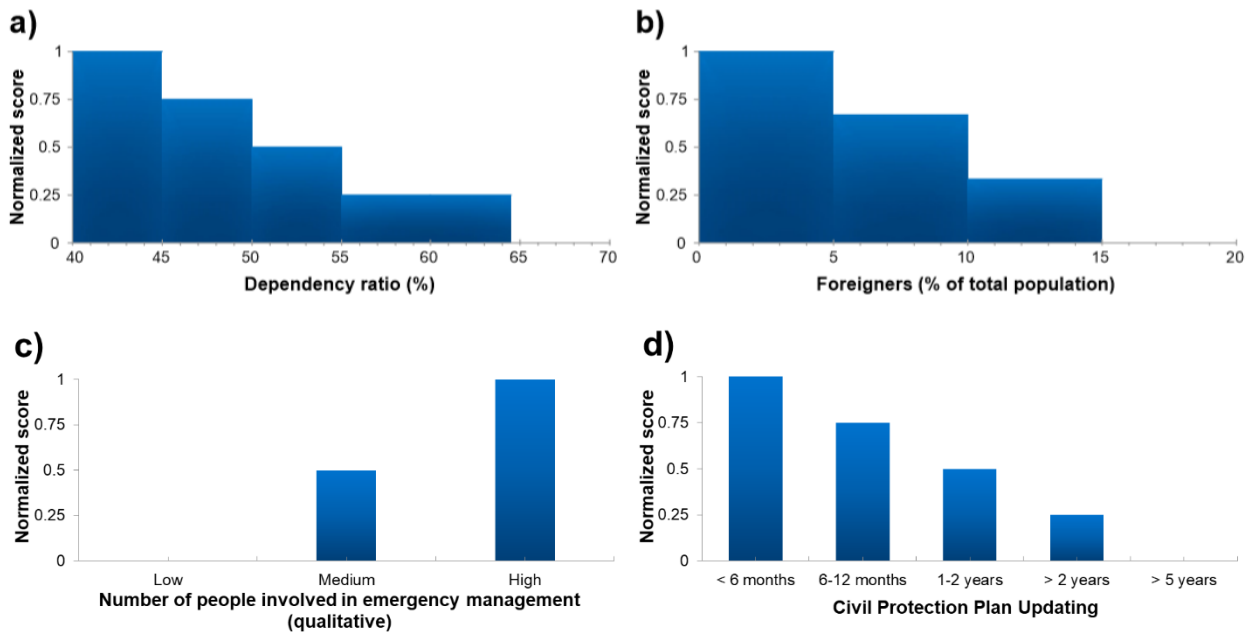 a)
Normalized score
1
0.75
0.5
0.25
0
40 45 50 55 60 65 70
Dependency ratio (%)
b)
Normalized score
1
0.75
0.5
0.25
0
0 5 10 15 20
Foreigners (% of total population)
c)
Normalized score
1
0.75
0.5
0.25
0
Low Medium High
Number of people involved in emergency management
(qualitative)
d)
Normalized score
1
0.75
0.5
0.25
0
< 6 months 6-12 months 1-2 years > 2 years > 5 years
Civil Protection Plan Updating